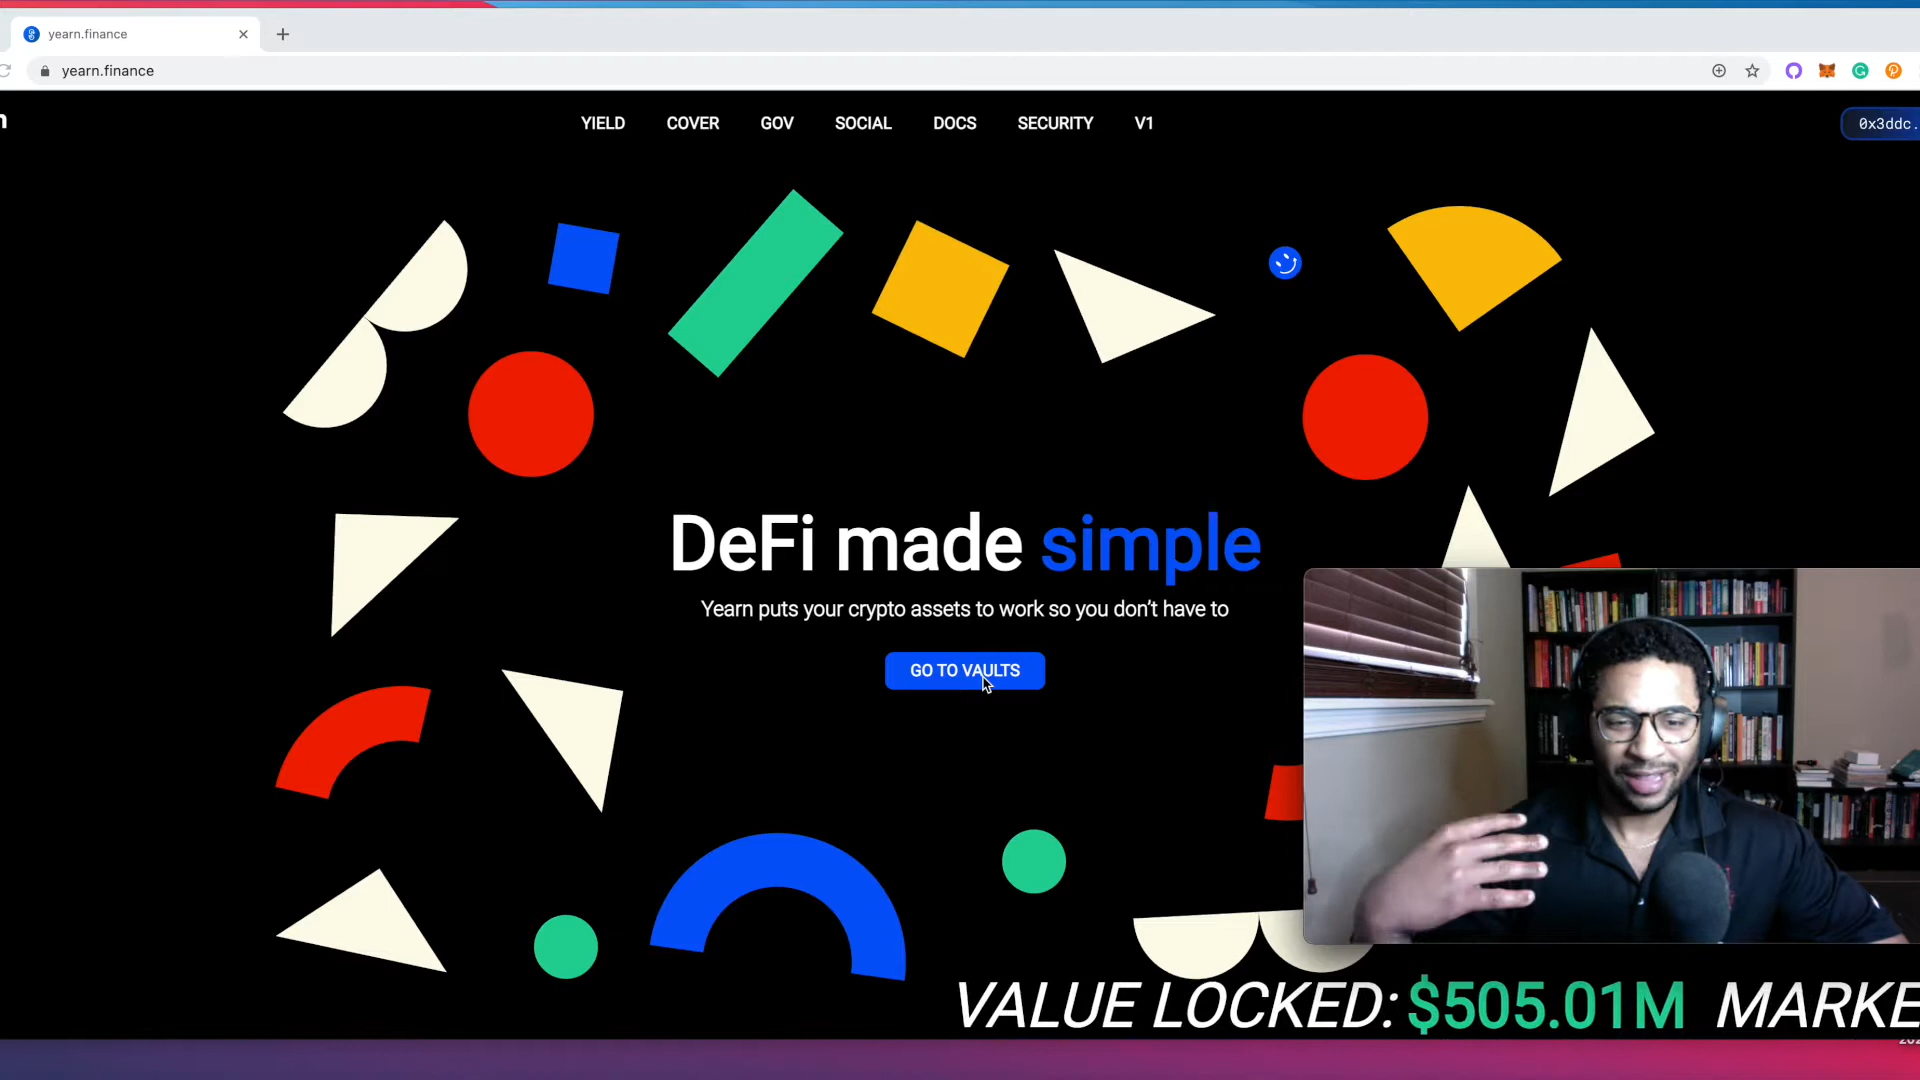 yearn.finance
yearn.finance
YIELD COVER GOV SOCIAL DOCS SECURITY V1
0x3ddc.
DeFi made simple
Yearn puts your crypto assets to work so you don't have to
GO TO VAULTS
VALUE LOCKED: $505.01M MARKE